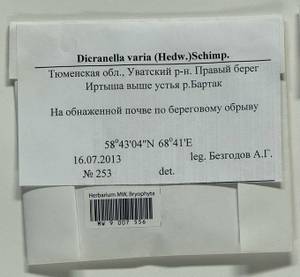 Dicranella varia (Hedw.)Schimp.
Тюменская обл., Уватский р-н. Правый берег
Иртыша выше устья р.Бартак
На обнаженной почве по береговому обрыву
58°43'04"N 68°41'E
16.07.2013 leg. Безгодов А.Г.
№ 253 det.
Herbarium MW, Bryophyta
MW 9 007 556